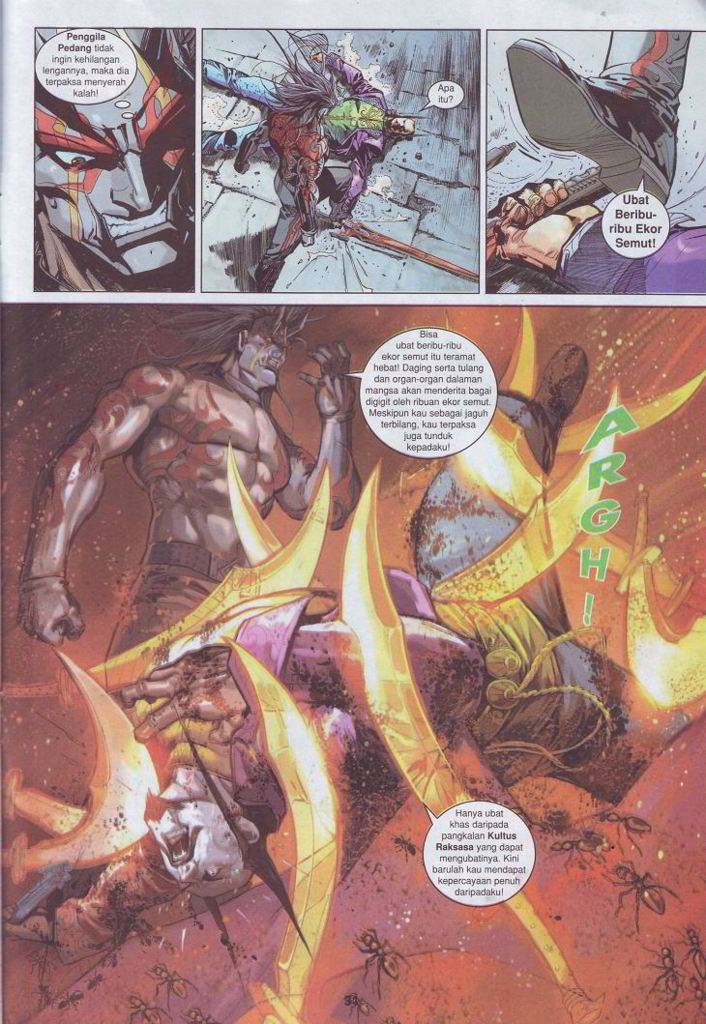 Penggila
Pedang tidak
ingin kehilangan
lengannya, maka dia
terpaksa menyerah
kalah!
Apa
itu?
Ubat
Beribu-
ribu Ekor
Semut!
Bisa
ubat beribu-ribu
ekor semut itu teramat
hebat! Daging serta tulang
dan organ-organ dalaman
mangsa akan menderita bagai
digigit oleh ribuan ekor semut.
Meskipun kau sebagai jaguh
terbilang, kau terpaksa
juga tunduk
kepadaku!
ARGH!
Hanya ubat
khas daripada
pangkalan Kultus
Raksasa yang dapat
mengubatinya. Kini
barulah kau mendapat
kepercayaan penuh
daripadaku!